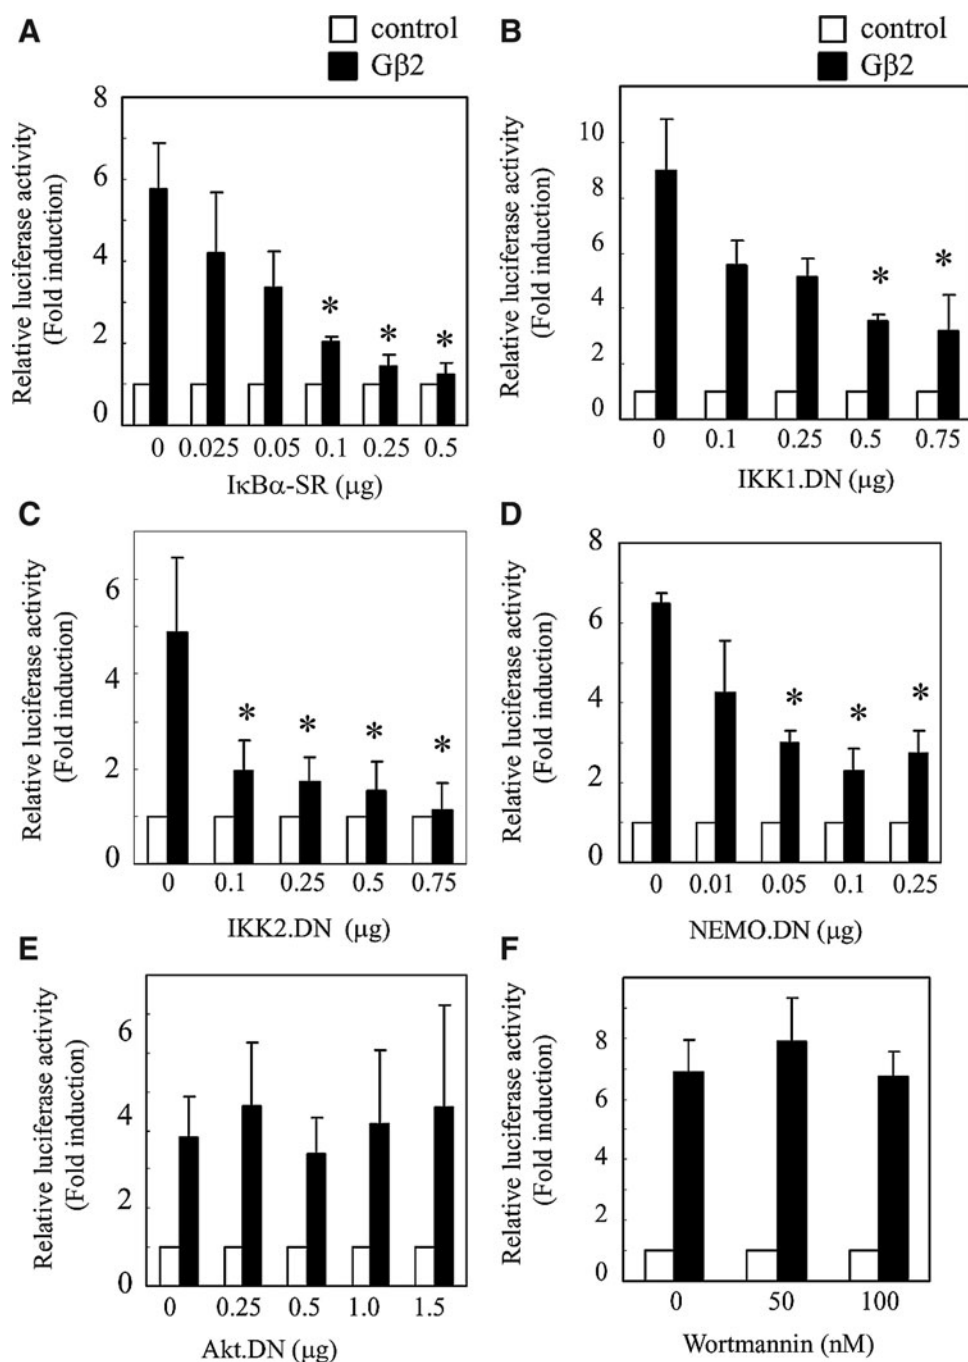 A
control
Gβ2
Relative luciferase activity
(Fold induction)
8
6
4
2
0
0 0.025 0.05 0.1 0.25 0.5
* * *
IκBα-SR (μg)
B
control
Gβ2
Relative luciferase activity
(Fold induction)
10
8
6
4
2
0
0 0.1 0.25 0.5 0.75
* *
IKK1.DN (μg)
C
Relative luciferase activity
(Fold induction)
6
4
2
0
0 0.1 0.25 0.5 0.75
* * * *
IKK2.DN (μg)
D
Relative luciferase activity
(Fold induction)
8
6
4
2
0
0 0.01 0.05 0.1 0.25
* * *
NEMO.DN (μg)
E
Relative luciferase activity
(Fold induction)
6
4
2
0
0 0.25 0.5 1.0 1.5
Akt.DN (μg)
F
Relative luciferase activity
(Fold induction)
8
6
4
2
0
0 50 100
Wortmannin (nM)